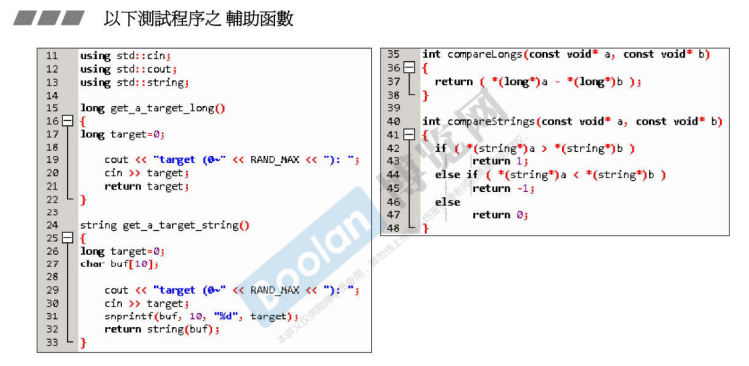 以下測試程序之 輔助函數
11 using std::cin;
12 using std::cout;
13 using std::string;
14
15 long get_a_target_long()
16 {
17 long target=0;
18
19 cout << "target (0~" << RAND_MAX << "): ";
20 cin >> target;
21 return target;
22 }
23
24 string get_a_target_string()
25 {
26 long target=0;
27 char buf[10];
28
29 cout << "target (0~" << RAND_MAX << "): ";
30 cin >> target;
31 snprintf(buf, 10, "%d", target);
32 return string(buf);
33 }
35 int compareLongs(const void* a, const void* b)
36 {
37 return ( *(long*)a - *(long*)b );
38 }
39
40 int compareStrings(const void* a, const void* b)
41 {
42 if ( *(string*)a > *(string*)b )
43 return 1;
44 else if ( *(string*)a < *(string*)b )
45 return -1;
46 else
47 return 0;
48 }
Boolan 博览网